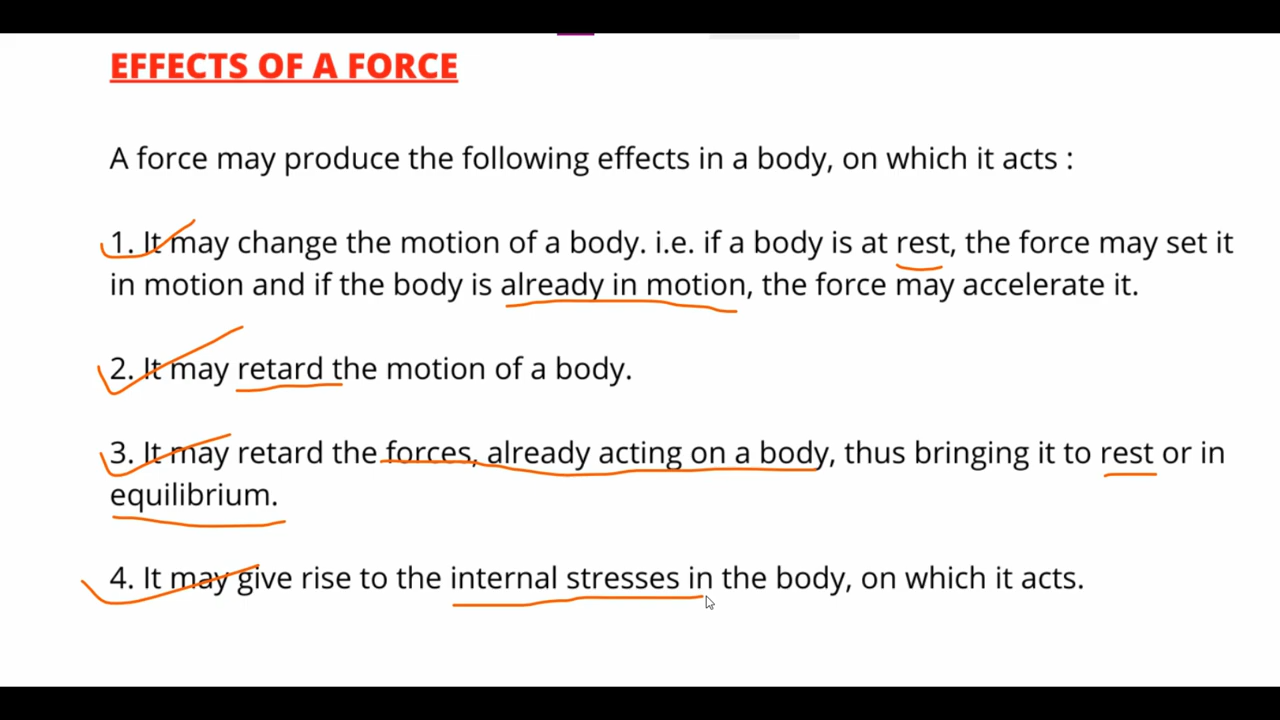 EFFECTS OF A FORCE
A force may produce the following effects in a body, on which it acts :
1. It may change the motion of a body. i.e. if a body is at rest, the force may set it
in motion and if the body is already in motion, the force may accelerate it.
2. It may retard the motion of a body.
3. It may retard the forces, already acting on a body, thus bringing it to rest or in
equilibrium.
4. It may give rise to the internal stresses in the body, on which it acts.